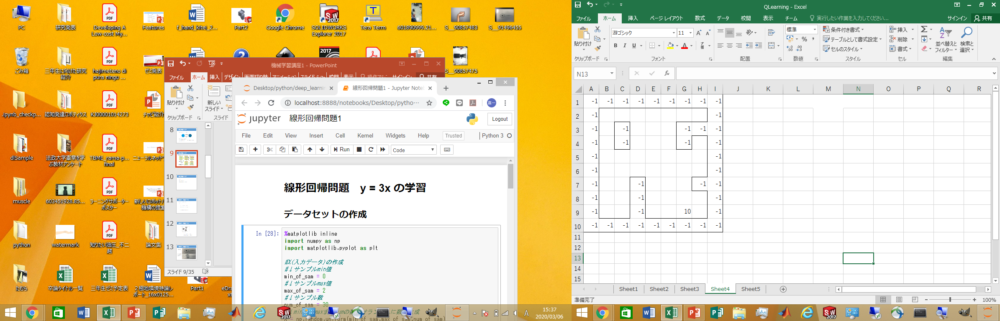 PC
研究発表
Developing A Low-cost My...
Features
f_hand_kitei_2...
Part2
Google Chrome
SOLIDWORKS Explorer 2017
Tera Term
601890999.21...
S__90857483
S__91496455
ごみ箱
三年生に向けた研究紹介
hajimeteno di pura ningu ...
ゼミ発表
S__90857475
.ipynb_checkp...
認知発達ロボティクス
KJ00001014273
チャピ紹介
dlSample
法政大学憲章を学ぶ教材アンケート
TBME_rama-p... final
ニューラルネットワ
muscle
603451928.85...
ラーニングサポーター ポスター
新しいロボットハ 機構の提案
python
watermark
知りたい油圧_不二越
論文集
たむら
卒論タイトル一覧
三年生ゼミ予定表
２極地環境特論レポート_16x0125...
Part1
eDra
機械学習講座1 - PowerPoint
ファイル ホーム 挿入 デザイン 画面切り替 アニメーション スライド ショー 校閲 表示 操作アシ サインイン 共有
貼り付け
新しい スライド
クリップボード
スライド
8
9
10
11
12
13
スライド 9/35
Desktop/python/deep_learnin
線形回帰問題1 - Jupyter Noteb
localhost:8888/notebooks/Desktop/pytho...
嘉一
jupyter 線形回帰問題1
Logout
File Edit View Insert Cell Kernel Widgets Help
Trusted
Python 3
Run
Code
線形回帰問題　y = 3x の学習
データセットの作成
In [28]:
%matplotlib inline
import numpy as np
import matplotlib.pyplot as plt
#X(入力データ)の作成
#↓サンプルmin値
min_of_sam = 0
#↓サンプルmax値
max_of_sam = 2
#↓サンプル数
num_of_sam = 30
X = np.random.uniform(min_of_sam,max_of_sam,num_of_sam)
15:37
2020/03/06
QLearning - Excel
ファイル ホーム 挿入 ページ レイアウト 数式 データ 校閲 表示 チーム 実行したい作業を入力してください... サインイン 共有
貼り付け
游ゴシック
11
B I U
標準
条件付き書式
テーブルとして書式設定
セルのスタイル
挿入
削除
書式
並べ替えと フィルター
検索と 選択
クリップボード フォント 配置 数値 スタイル セル 編集
N13
fx
A B C D E F G H I J K L M N O P Q R
1 -1 -1 -1 -1 -1 -1 -1 -1 -1
2 -1 -1
3 -1 -1 -1 -1 -1
4 -1 -1 -1 -1
5 -1 -1
6 -1 -1
7 -1 -1 -1 -1
8 -1 -1 -1
9 -1 -1 10 -1
10 -1 -1 -1 -1 -1 -1 -1 -1 -1
11
12
13
14
15
Sheet1 Sheet2 Sheet3 Sheet4 Sheet5
準備完了
100%